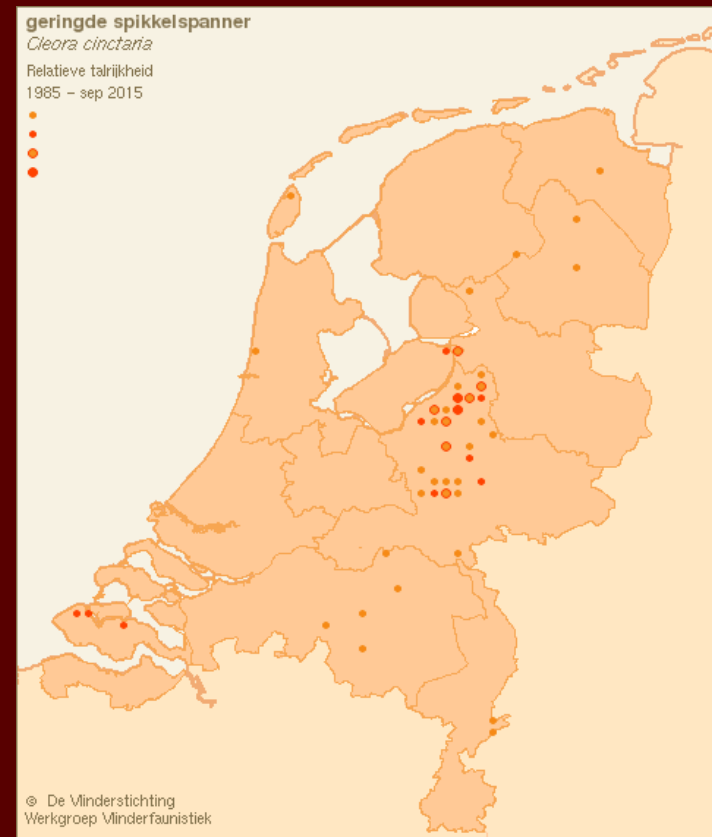 geringde spikkelspanner
Cleora cinctaria
Relatieve talrijkheid
1985 – sep 2015
© De Vlinderstichting
Werkgroep Vlinderfaunistiek